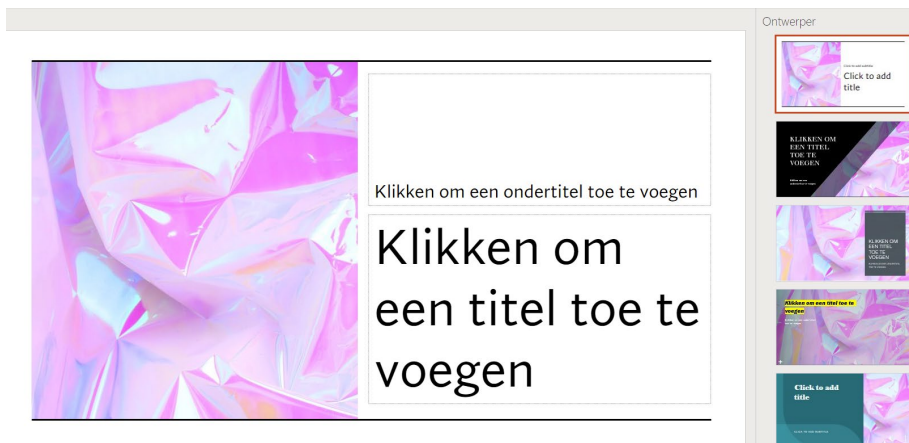 Ontwerper
Klikken om een ondertitel toe te voegen
Klikken om
een titel toe te
voegen
Click to add
title
KLIKKEN OM
EEN TITEL
TOE TE
VOEGEN
KLIKKEN OM
EEN TITEL
TOE TE
VOEGEN
Klikken om een titel toe te
voegen
Click to add
title